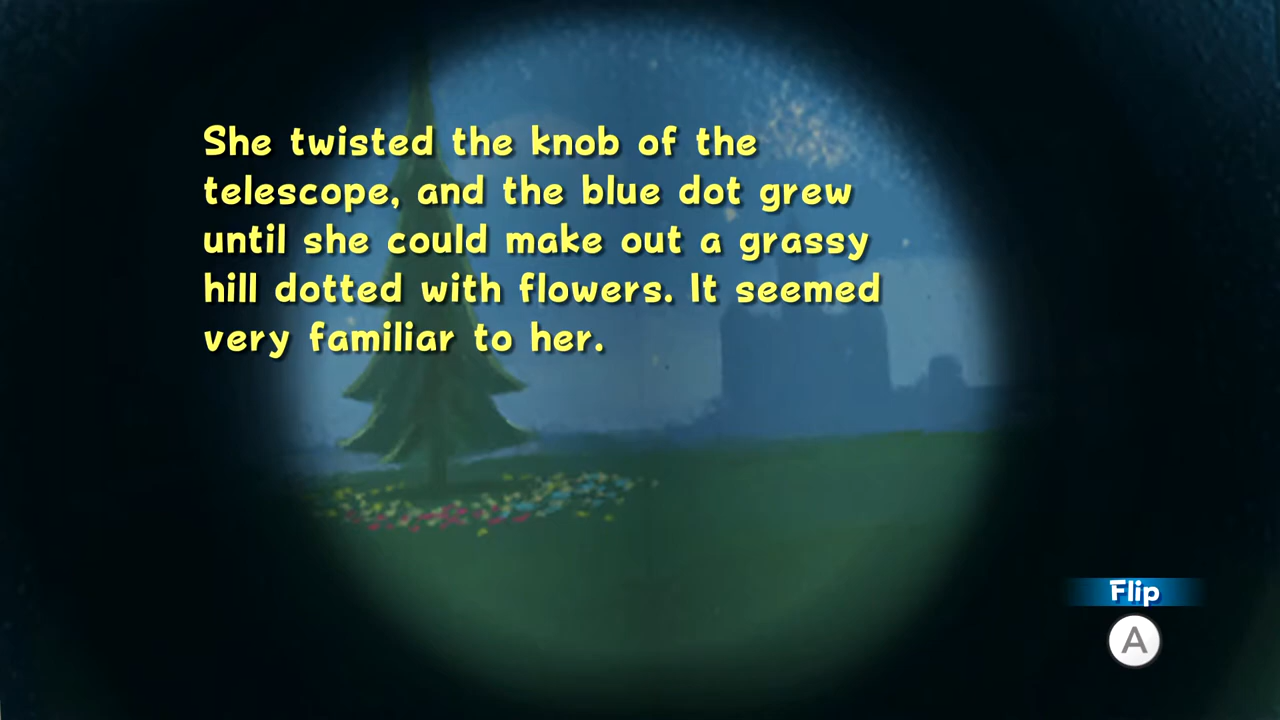 She twisted the knob of the
telescope, and the blue dot grew
until she could make out a grassy
hill dotted with flowers. It seemed
very familiar to her.
Flip
A